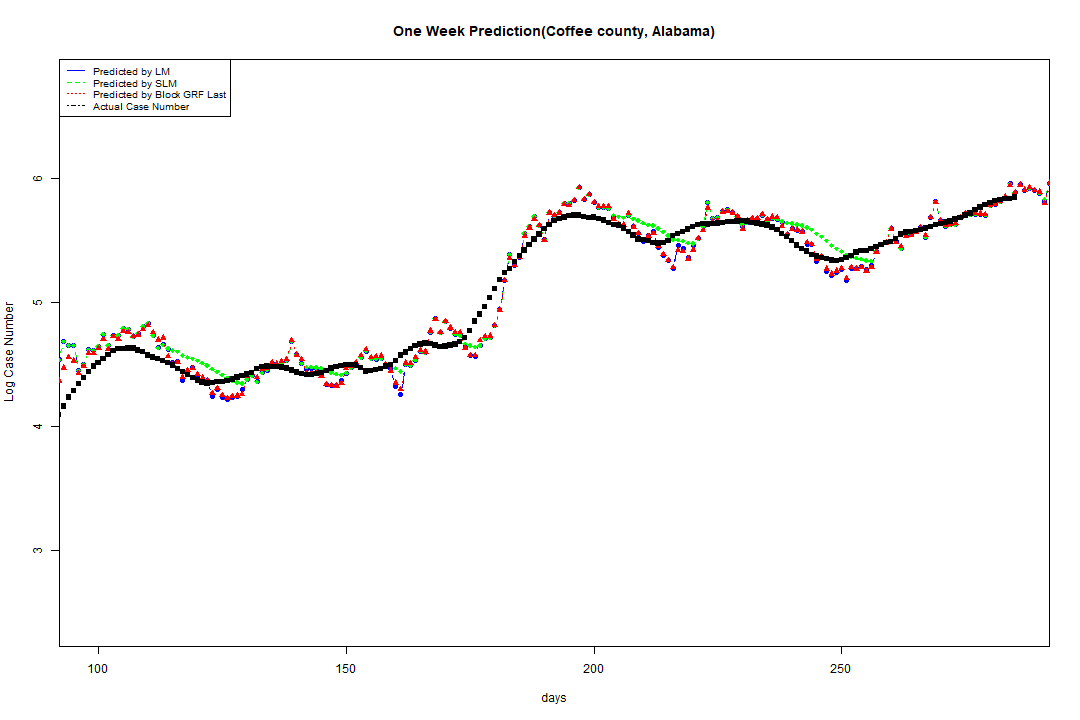 One Week Prediction(Coffee county, Alabama)
Predicted by LM
Predicted by SLM
Predicted by Block GRF Last
Actual Case Number
Log Case Number
6
5
4
3
100 150 200 250
days